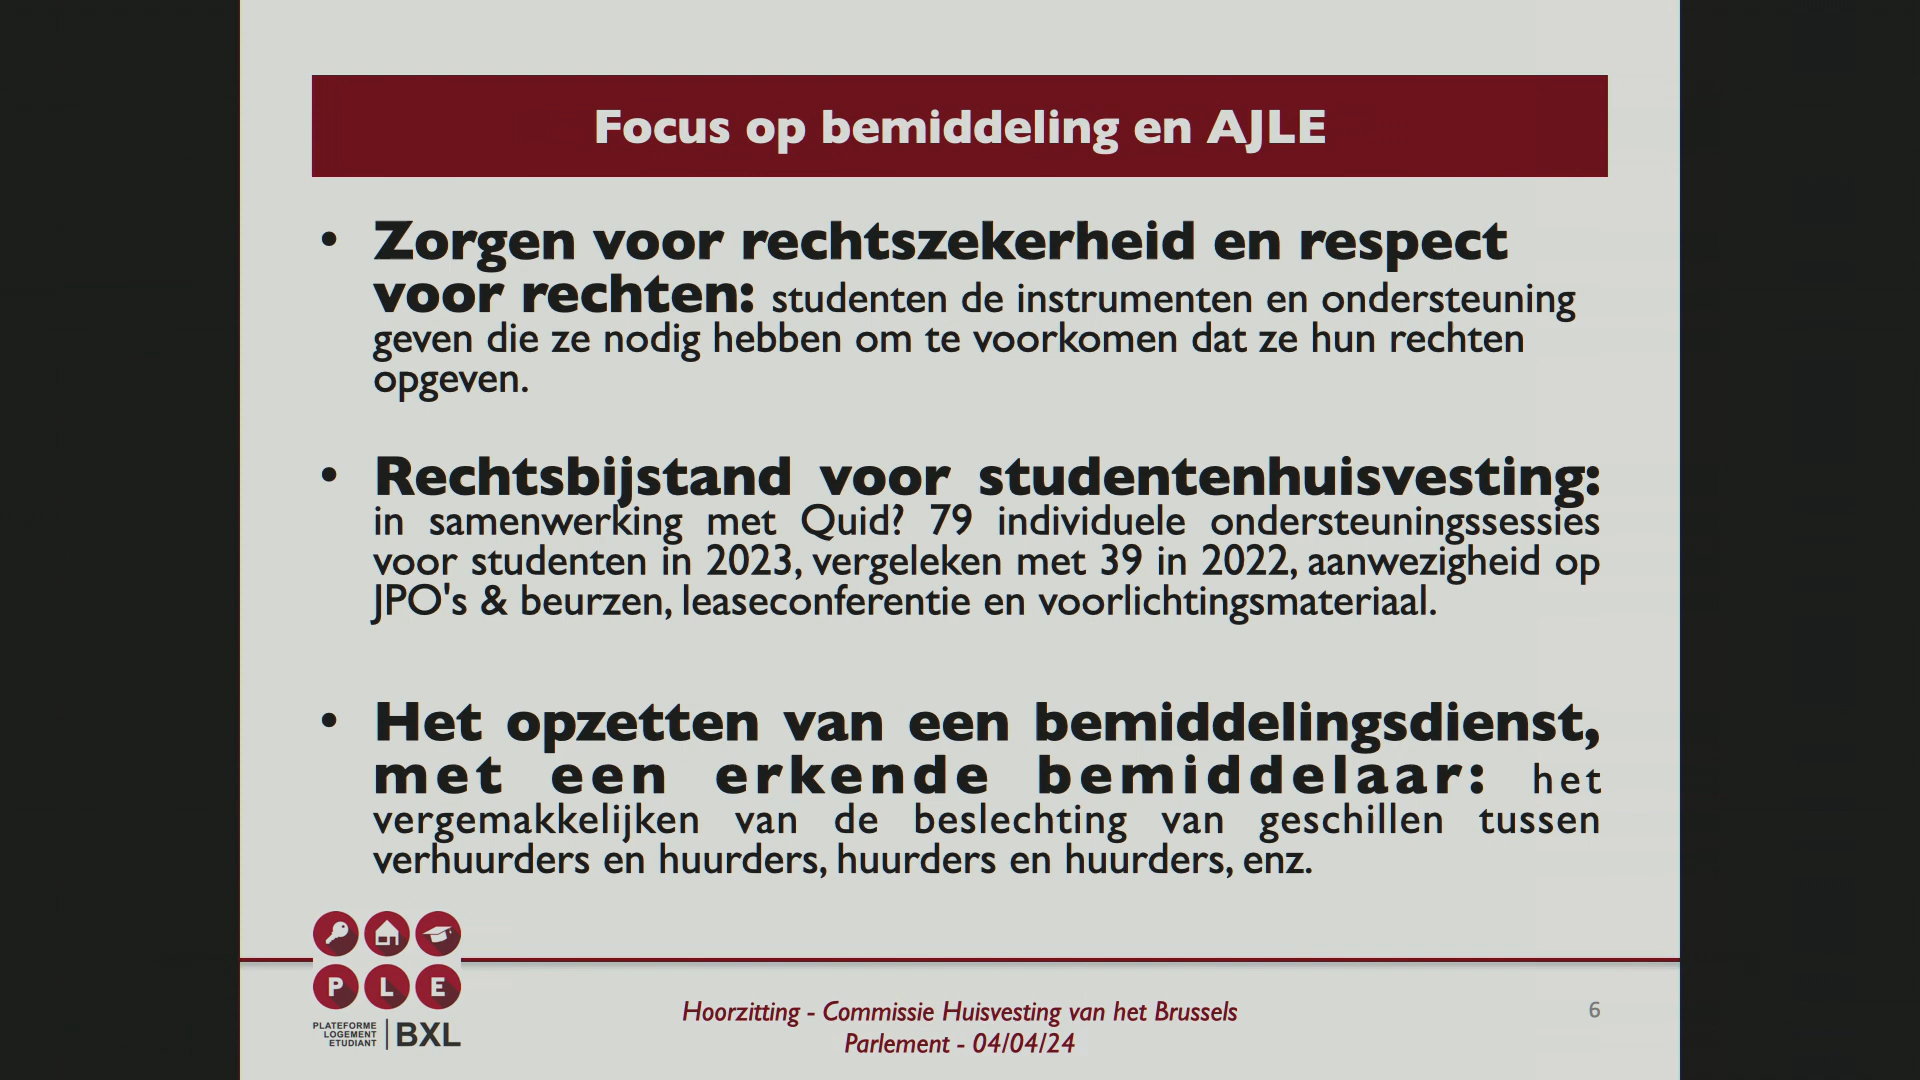 Focus op bemiddeling en AJLE
• Zorgen voor rechtszekerheid en respect
voor rechten: studenten de instrumenten en ondersteuning
geven die ze nodig hebben om te voorkomen dat ze hun rechten
opgeven.
• Rechtsbijstand voor studentenhuisvesting:
in samenwerking met Quid? 79 individuele ondersteuningssessies
voor studenten in 2023, vergeleken met 39 in 2022, aanwezigheid op
JPO's & beurzen, leaseconferentie en voorlichtingsmateriaal.
• Het opzetten van een bemiddelingsdienst,
met een erkende bemiddelaar: het
vergemakkelijken van de beslechting van geschillen tussen
verhuurders en huurders, huurders en huurders, enz.
P L E
PLATEFORME
LOGEMENT
ETUDIANT
BXL
Hoorzitting - Commissie Huisvesting van het Brussels
Parlement - 04/04/24
6